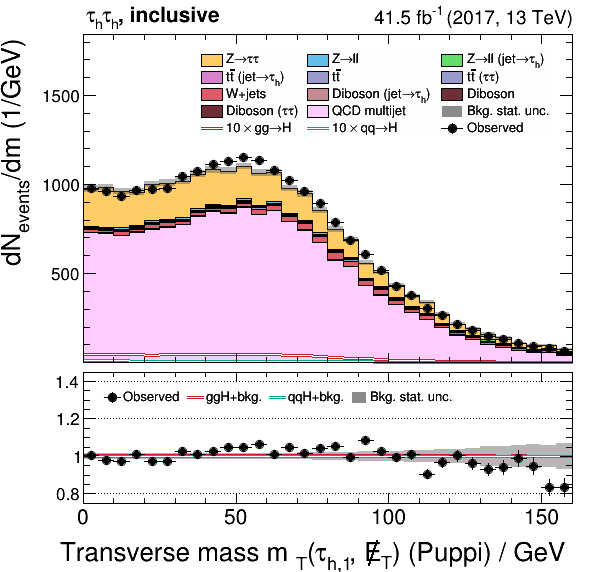 τhτh, inclusive 41.5 fb⁻¹ (2017, 13 TeV)
Z→ττ Z→ll Z→ll (jet→τh)
tt̄ (jet→τh) tt̄ tt̄ (ττ)
W+jets Diboson (jet→τh) Diboson
Diboson (ττ) QCD multijet Bkg. stat. unc.
10 × gg→H 10 × qq→H Observed
dNevents/dm (1/GeV)
1500
1000
500
Observed ggH+bkg. qqH+bkg. Bkg. stat. unc.
1.4
1.2
1
0.8
0 50 100 150
Transverse mass m T(τh,1, E̸T) (Puppi) / GeV